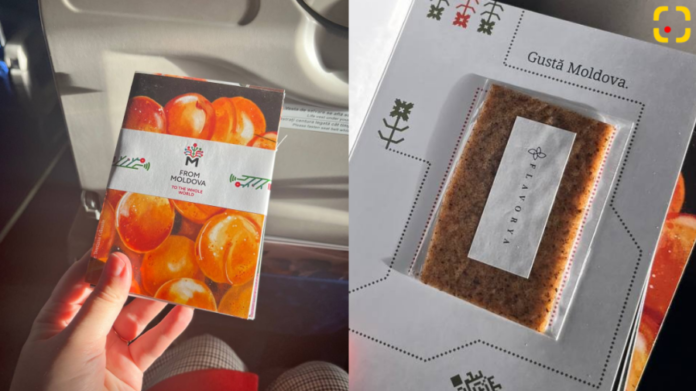 M
FROM
MOLDOVA
TO THE WHOLE
WORLD
Gustă Moldova.
FLAVORYA